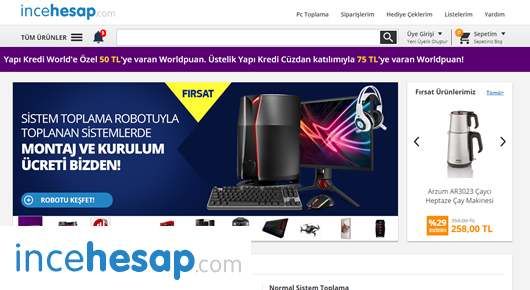 incehesap.com
Pc Toplama Siparişlerim Hediye Çeklerim Listelerim Yardım
TÜM ÜRÜNLER
Üye Girişi
Yeni Üyelik Oluştur
Sepetim
Sepetiniz Boş
Yapı Kredi World'e Özel 50 TL'ye varan Worldpuan. Üstelik Yapı Kredi Cüzdan katılımıyla 75 TL'ye varan Worldpuan!
FIRSAT
SİSTEM TOPLAMA ROBOTUYLA
TOPLANAN SİSTEMLERDE
MONTAJ VE KURULUM
ÜCRETİ BİZDEN!
ROBOTU KEŞFET!
Fırsat Ürünlerimiz Tümü>
Arzum AR3023 Çaycı
Heptaze Çay Makinesi
%29
indirim
258,00 TL
incehesap.com
Normal Sistem Toplama